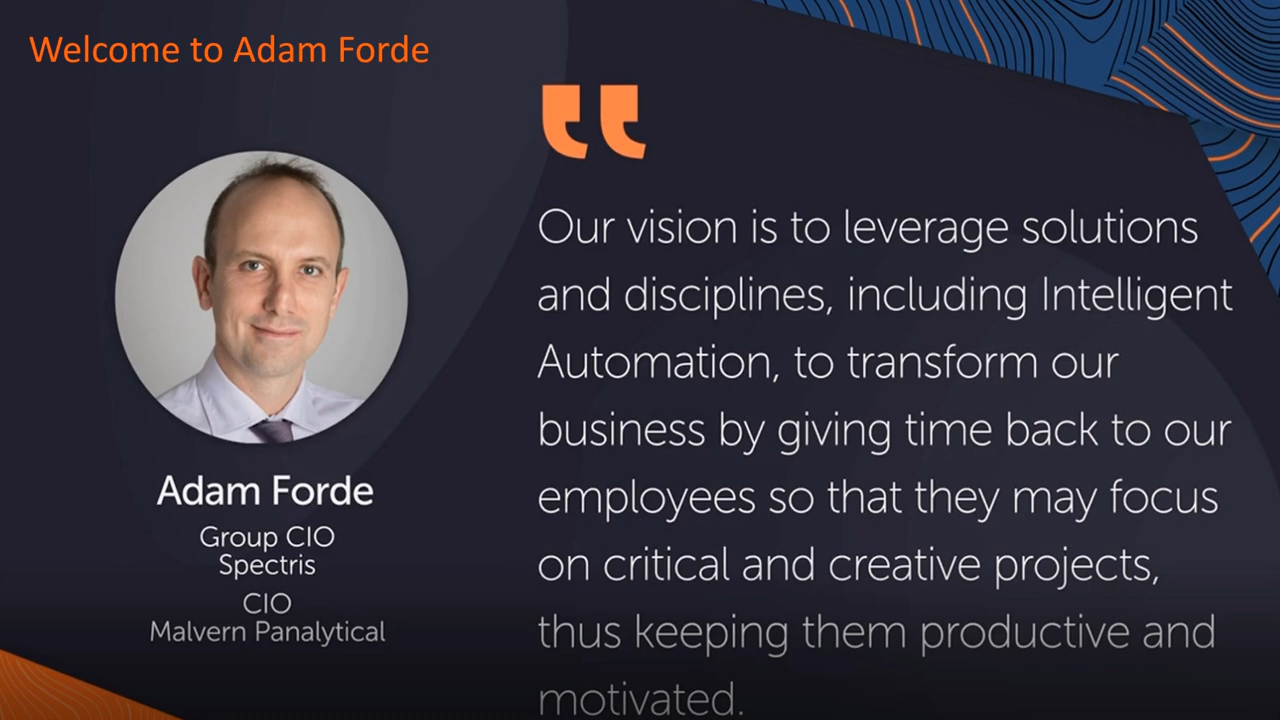 Welcome to Adam Forde
Adam Forde
Group CIO
Spectris
CIO
Malvern Panalytical
“
Our vision is to leverage solutions
and disciplines, including Intelligent
Automation, to transform our
business by giving time back to our
employees so that they may focus
on critical and creative projects,
thus keeping them productive and
motivated.